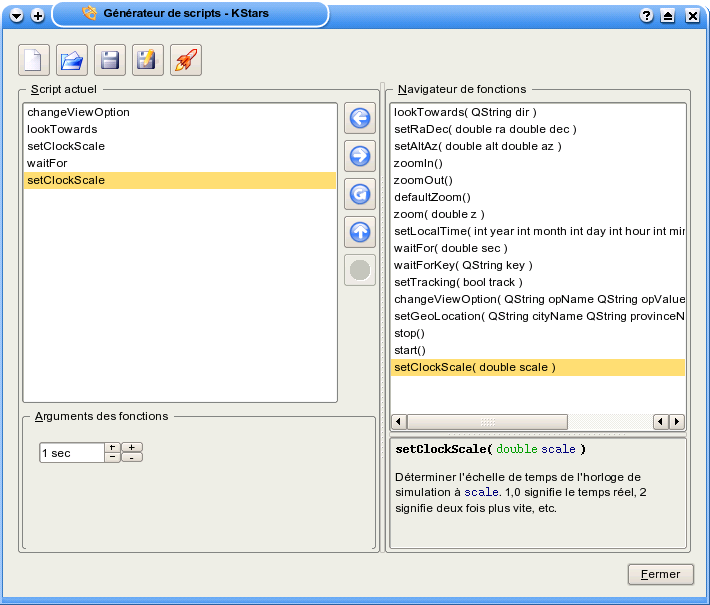 Générateur de scripts - KStars
Script actuel
changeViewOption
lookTowards
setClockScale
waitFor
setClockScale
Arguments des fonctions
1 sec
Navigateur de fonctions
lookTowards( QString dir )
setRaDec( double ra double dec )
setAltAz( double alt double az )
zoomIn()
zoomOut()
defaultZoom()
zoom( double z )
setLocalTime( int year int month int day int hour int mi
waitFor( double sec )
waitForKey( QString key )
setTracking( bool track )
changeViewOption( QString opName QString opValue
setGeoLocation( QString cityName QString provinceN
stop()
start()
setClockScale( double scale )
setClockScale( double scale )
Déterminer l'échelle de temps de l'horloge de
simulation à scale. 1,0 signifie le temps réel, 2
signifie deux fois plus vite, etc.
Fermer